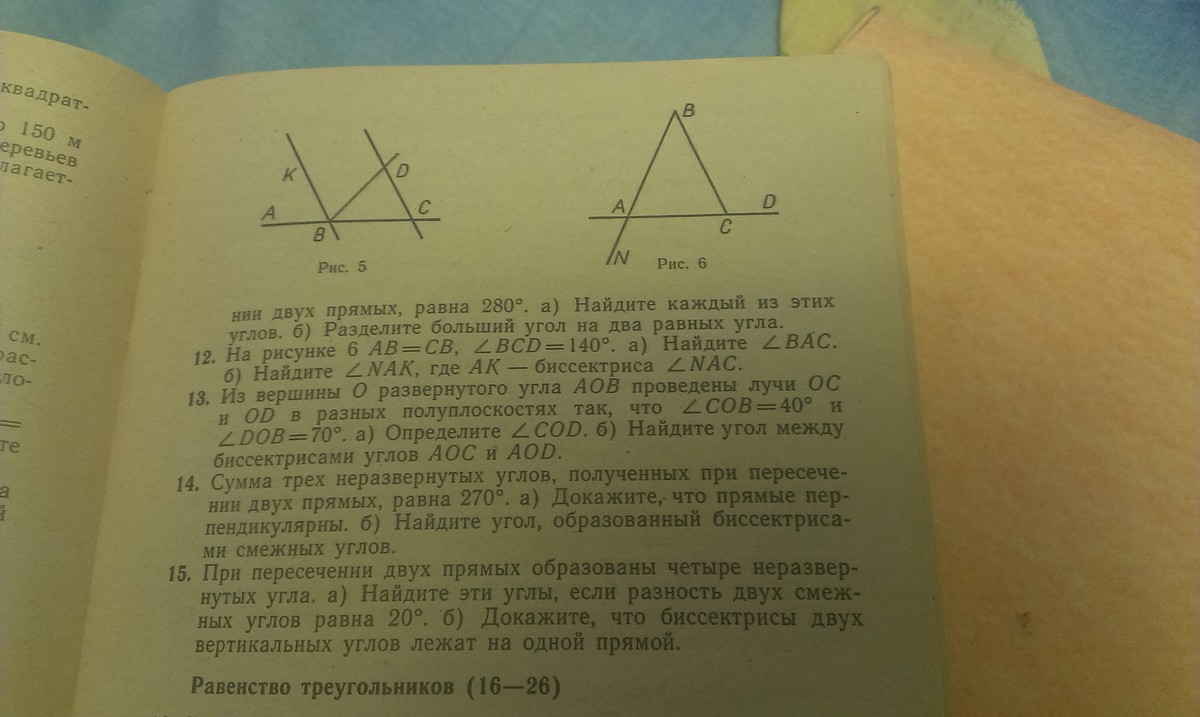 квадрат-
150 м
еревьев
лагает-
см.
рас-
ло-
те
K
D
A
B
C
Рис. 5
B
A
D
C
N
Рис. 6
нии двух прямых, равна 280°. а) Найдите каждый из этих
углов. б) Разделите больший угол на два равных угла.
12. На рисунке 6 AB=CB, ∠BCD=140°. а) Найдите ∠BAC.
б) Найдите ∠NAK, где AK — биссектриса ∠NAC.
13. Из вершины O развернутого угла AOB проведены лучи OC
и OD в разных полуплоскостях так, что ∠COB=40° и
∠DOB=70°. а) Определите ∠COD. б) Найдите угол между
биссектрисами углов AOC и AOD.
14. Сумма трех неразвернутых углов, полученных при пересече-
нии двух прямых, равна 270°. а) Докажите, что прямые пер-
пендикулярны. б) Найдите угол, образованный биссектриса-
ми смежных углов.
15. При пересечении двух прямых образованы четыре неразвер-
нутых угла. а) Найдите эти углы, если разность двух смеж-
ных углов равна 20°. б) Докажите, что биссектрисы двух
вертикальных углов лежат на одной прямой.
Равенство треугольников (16—26)